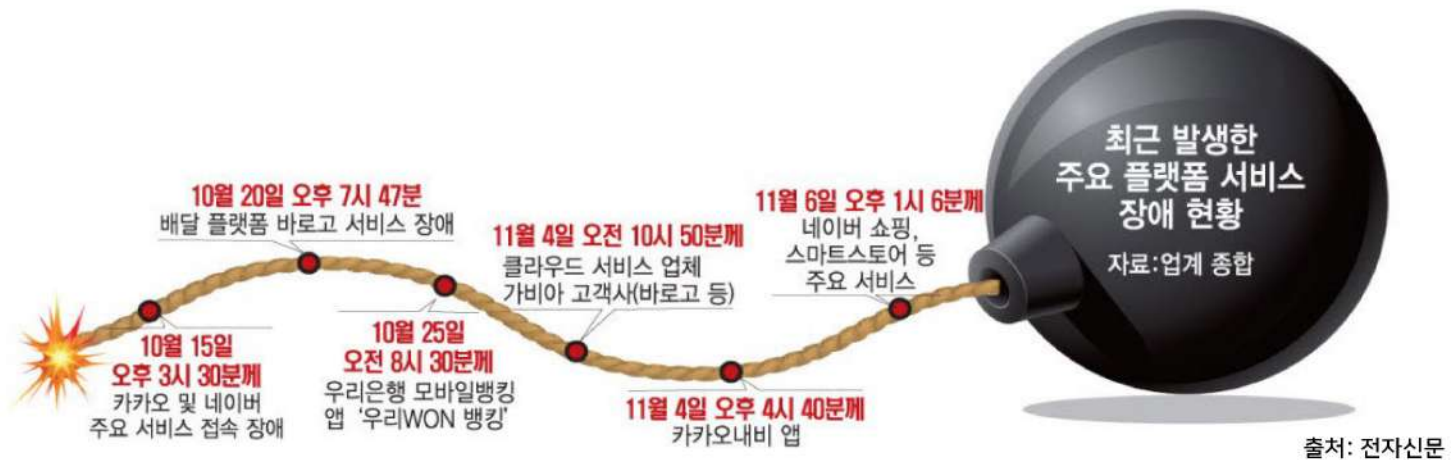 최근 발생한
주요 플랫폼 서비스
장애 현황
자료:업계 종합
10월 15일
오후 3시 30분께
카카오 및 네이버
주요 서비스 접속 장애
10월 20일 오후 7시 47분
배달 플랫폼 바로고 서비스 장애
10월 25일
오전 8시 30분께
우리은행 모바일뱅킹
앱 ‘우리WON 뱅킹’
11월 4일 오전 10시 50분께
클라우드 서비스 업체
가비아 고객사(바로고 등)
11월 4일 오후 4시 40분께
카카오내비 앱
11월 6일 오후 1시 6분께
네이버 쇼핑,
스마트스토어 등
주요 서비스
출처: 전자신문